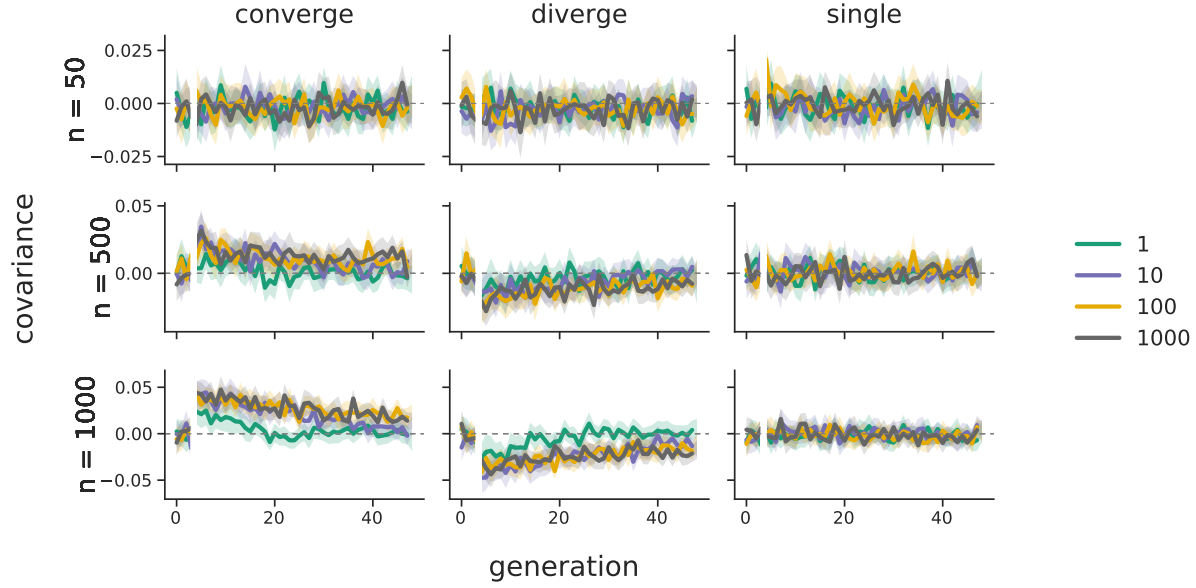 converge diverge single
0.025
0.000
−0.025
n = 50
0.05
0.00
n = 500
0.05
0.00
−0.05
n = 1000
covariance
0 20 40 0 20 40 0 20 40
generation
1
10
100
1000